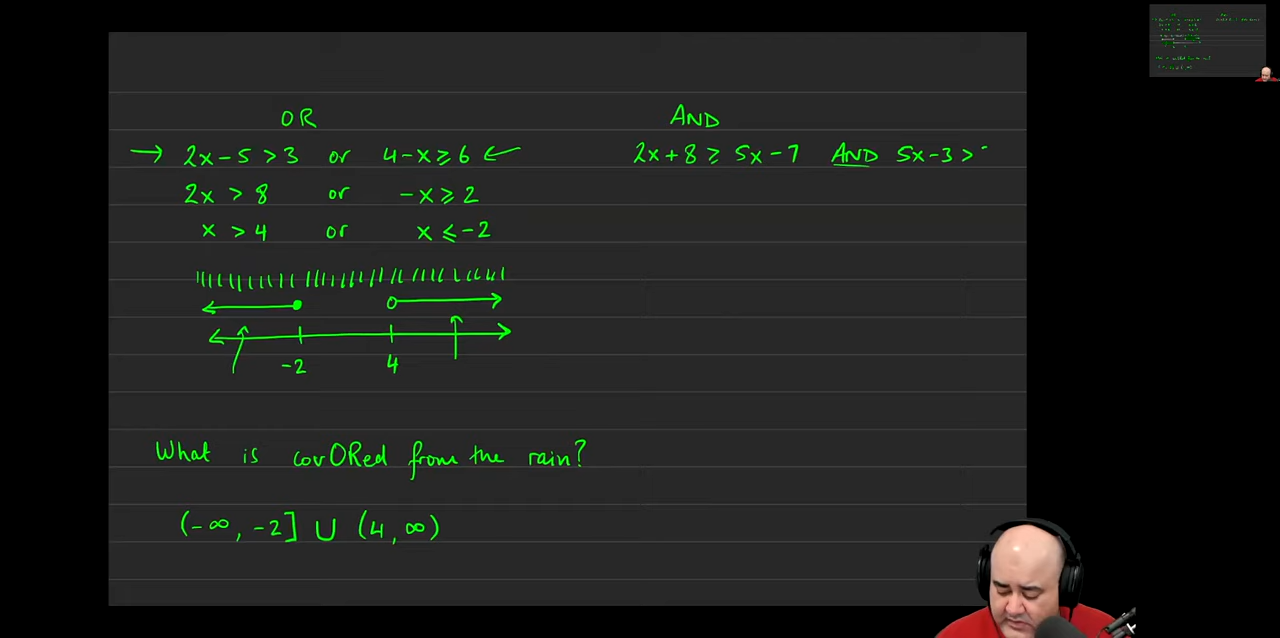 OR
→ 2x - 5 > 3 or 4 - x ≥ 6 ←
2x > 8 or -x ≥ 2
x > 4 or x ≤ -2
-2 4
What is covORed from the rain?
(-∞, -2] ∪ (4, ∞)
AND
2x + 8 ≥ 5x - 7 AND 5x - 3 >